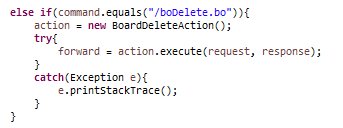 else if(command.equals("/boDelete.bo")){
    action = new BoardDeleteAction();
    try{
        forward = action.execute(request, response);
    }
    catch(Exception e){
        e.printStackTrace();
    }
}